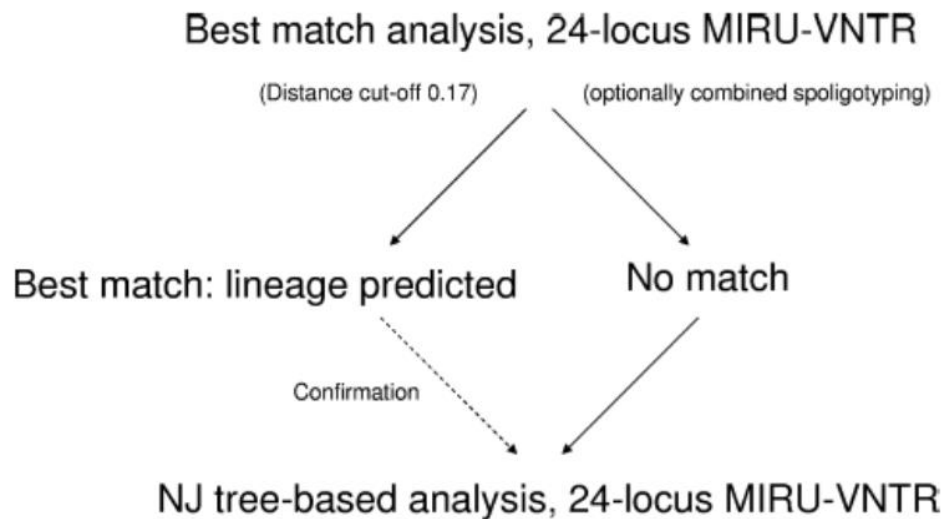 Best match analysis, 24-locus MIRU-VNTR
(Distance cut-off 0.17)
(optionally combined spoligotyping)
Best match: lineage predicted
No match
Confirmation
NJ tree-based analysis, 24-locus MIRU-VNTR